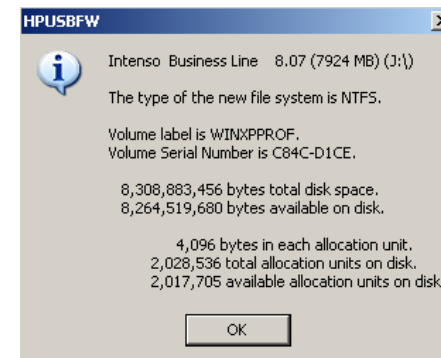 HPUSBFW
Intenso Business Line 8.07 (7924 MB) (J:\)
The type of the new file system is NTFS.
Volume label is WINXPPROF.
Volume Serial Number is C84C-D1CE.
8,308,883,456 bytes total disk space.
8,264,519,680 bytes available on disk.
4,096 bytes in each allocation unit.
2,028,536 total allocation units on disk.
2,017,705 available allocation units on disk
OK